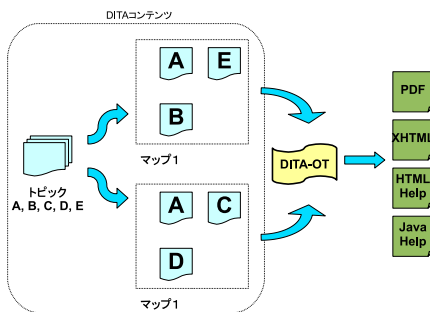 DITAコンテンツ
A
E
B
マップ1
トピック
A, B, C, D, E
A
C
D
マップ1
DITA-OT
PDF
XHTML
HTML
Help
Java
Help